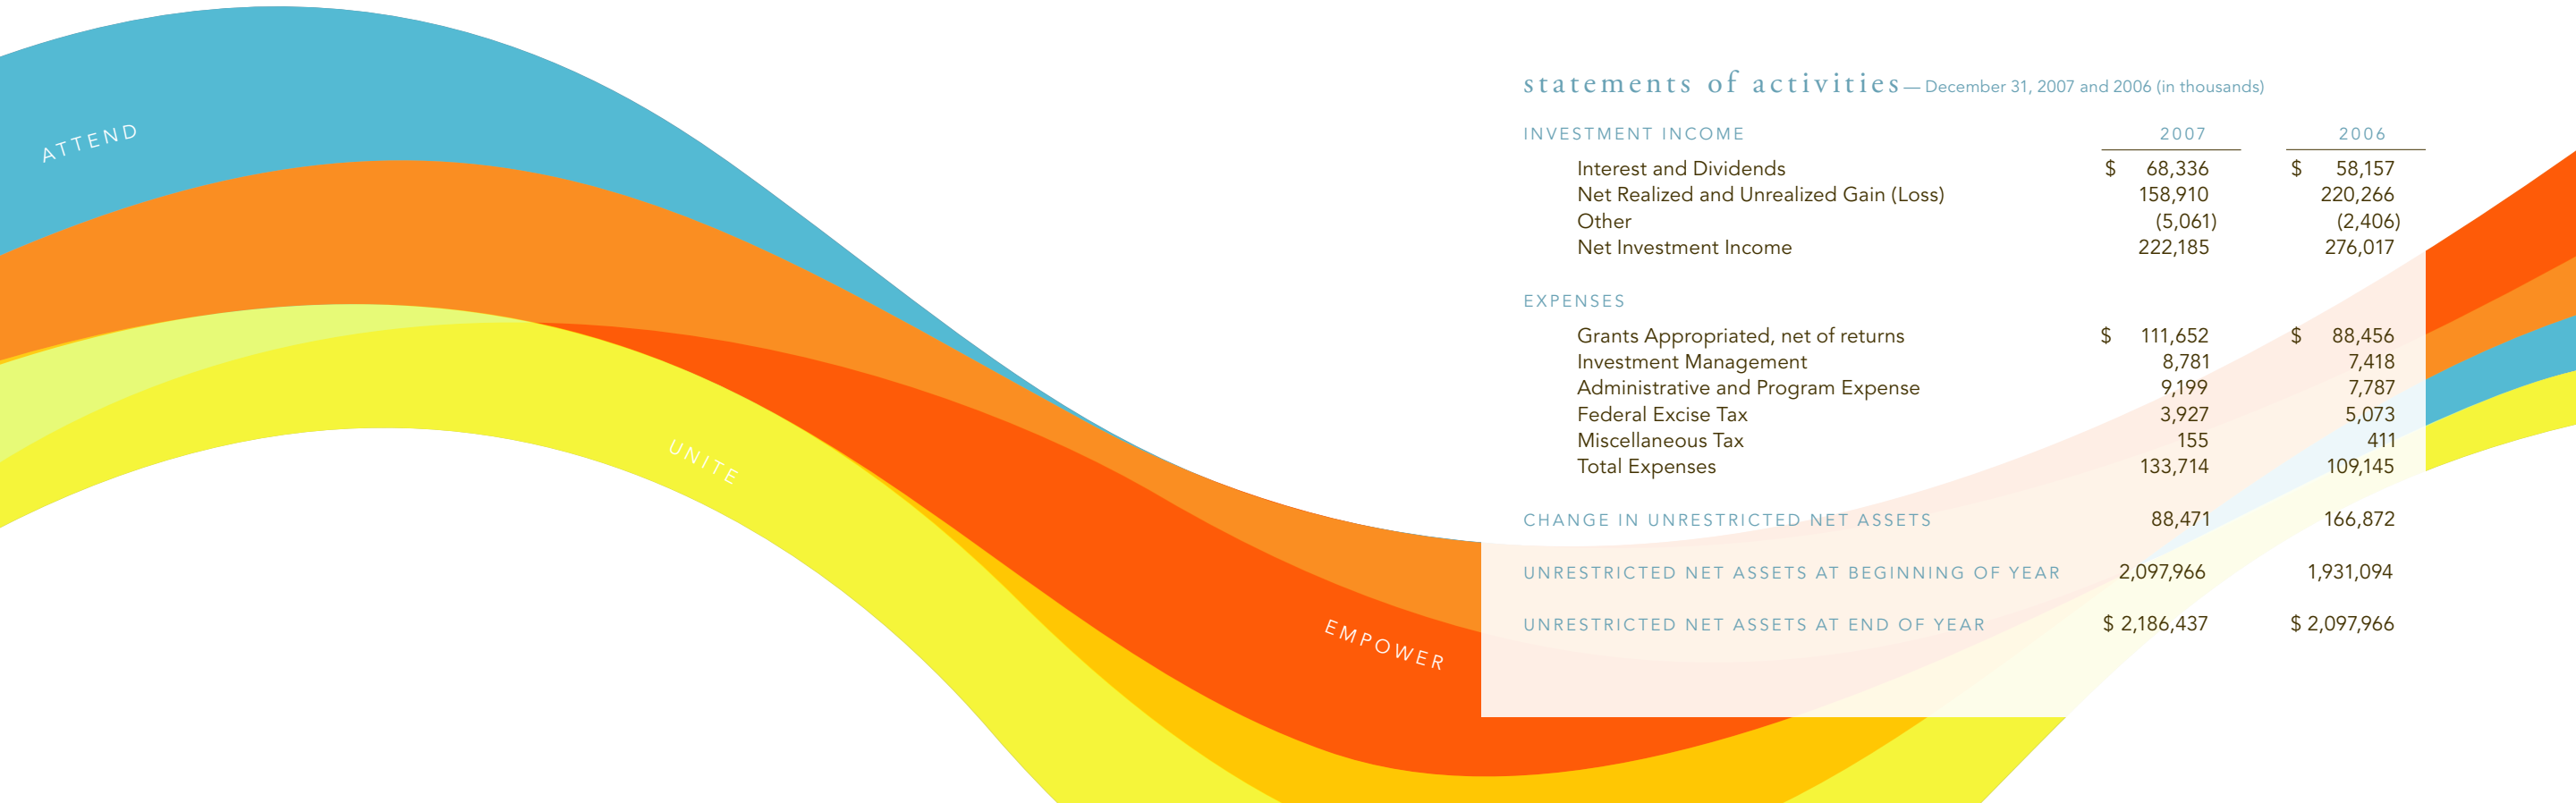 ATTEND
UNITE
EMPOWER
statements of activities — December 31, 2007 and 2006 (in thousands)
INVESTMENT INCOME 2007 2006
Interest and Dividends $ 68,336 $ 58,157
Net Realized and Unrealized Gain (Loss) 158,910 220,266
Other (5,061) (2,406)
Net Investment Income 222,185 276,017
EXPENSES
Grants Appropriated, net of returns $ 111,652 $ 88,456
Investment Management 8,781 7,418
Administrative and Program Expense 9,199 7,787
Federal Excise Tax 3,927 5,073
Miscellaneous Tax 155 411
Total Expenses 133,714 109,145
CHANGE IN UNRESTRICTED NET ASSETS 88,471 166,872
UNRESTRICTED NET ASSETS AT BEGINNING OF YEAR 2,097,966 1,931,094
UNRESTRICTED NET ASSETS AT END OF YEAR $ 2,186,437 $ 2,097,966